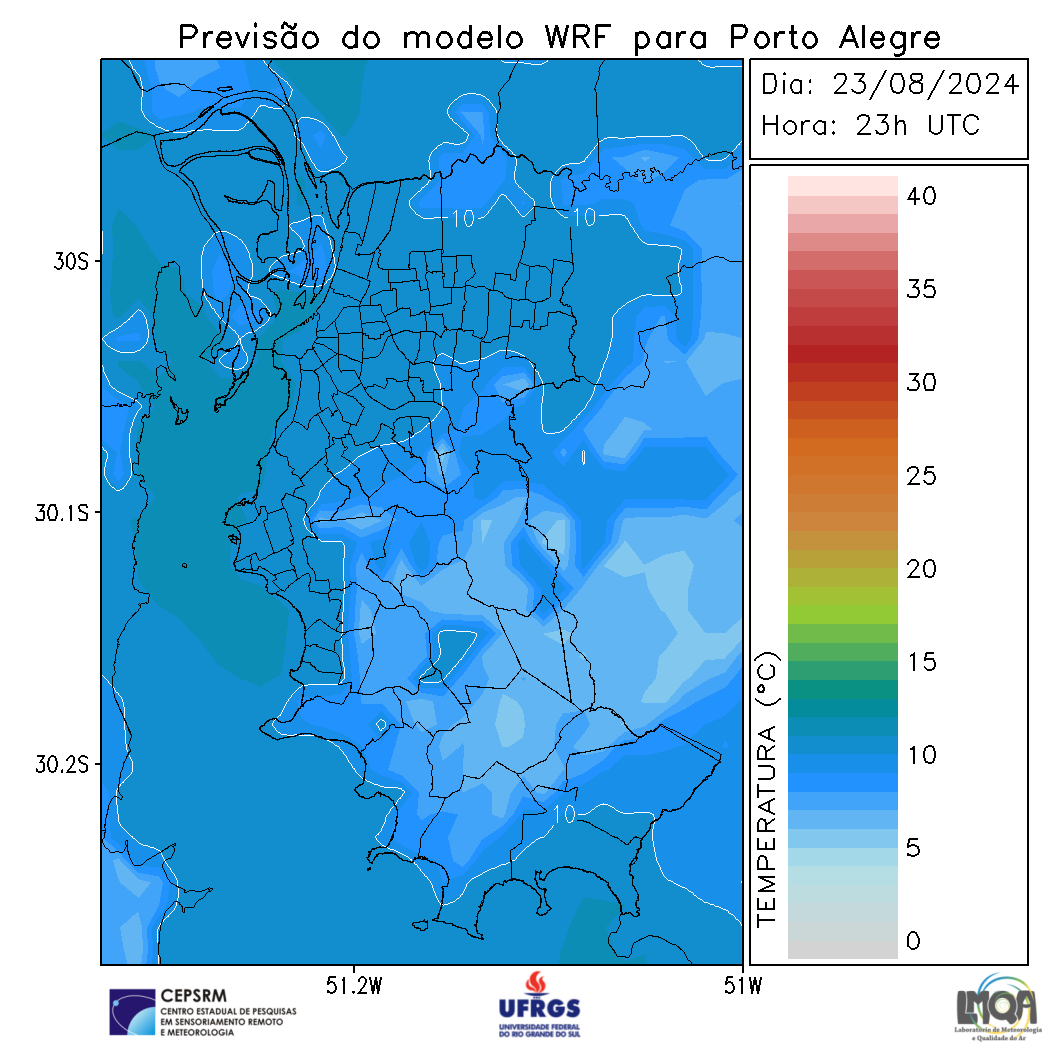 Previsão do modelo WRF para Porto Alegre
Dia: 23/08/2024
Hora: 23h UTC
40
35
30
25
20
15
10
5
0
TEMPERATURA (°C)
30S
30.1S
30.2S
51.2W
51W
10
10
10
CEPSRM
CENTRO ESTADUAL DE PESQUISAS
EM SENSORIAMENTO REMOTO
E METEOROLOGIA
UFRGS
UNIVERSIDADE FEDERAL
DO RIO GRANDE DO SUL
LMQA
Laboratório de Meteorologia
e Qualidade do Ar